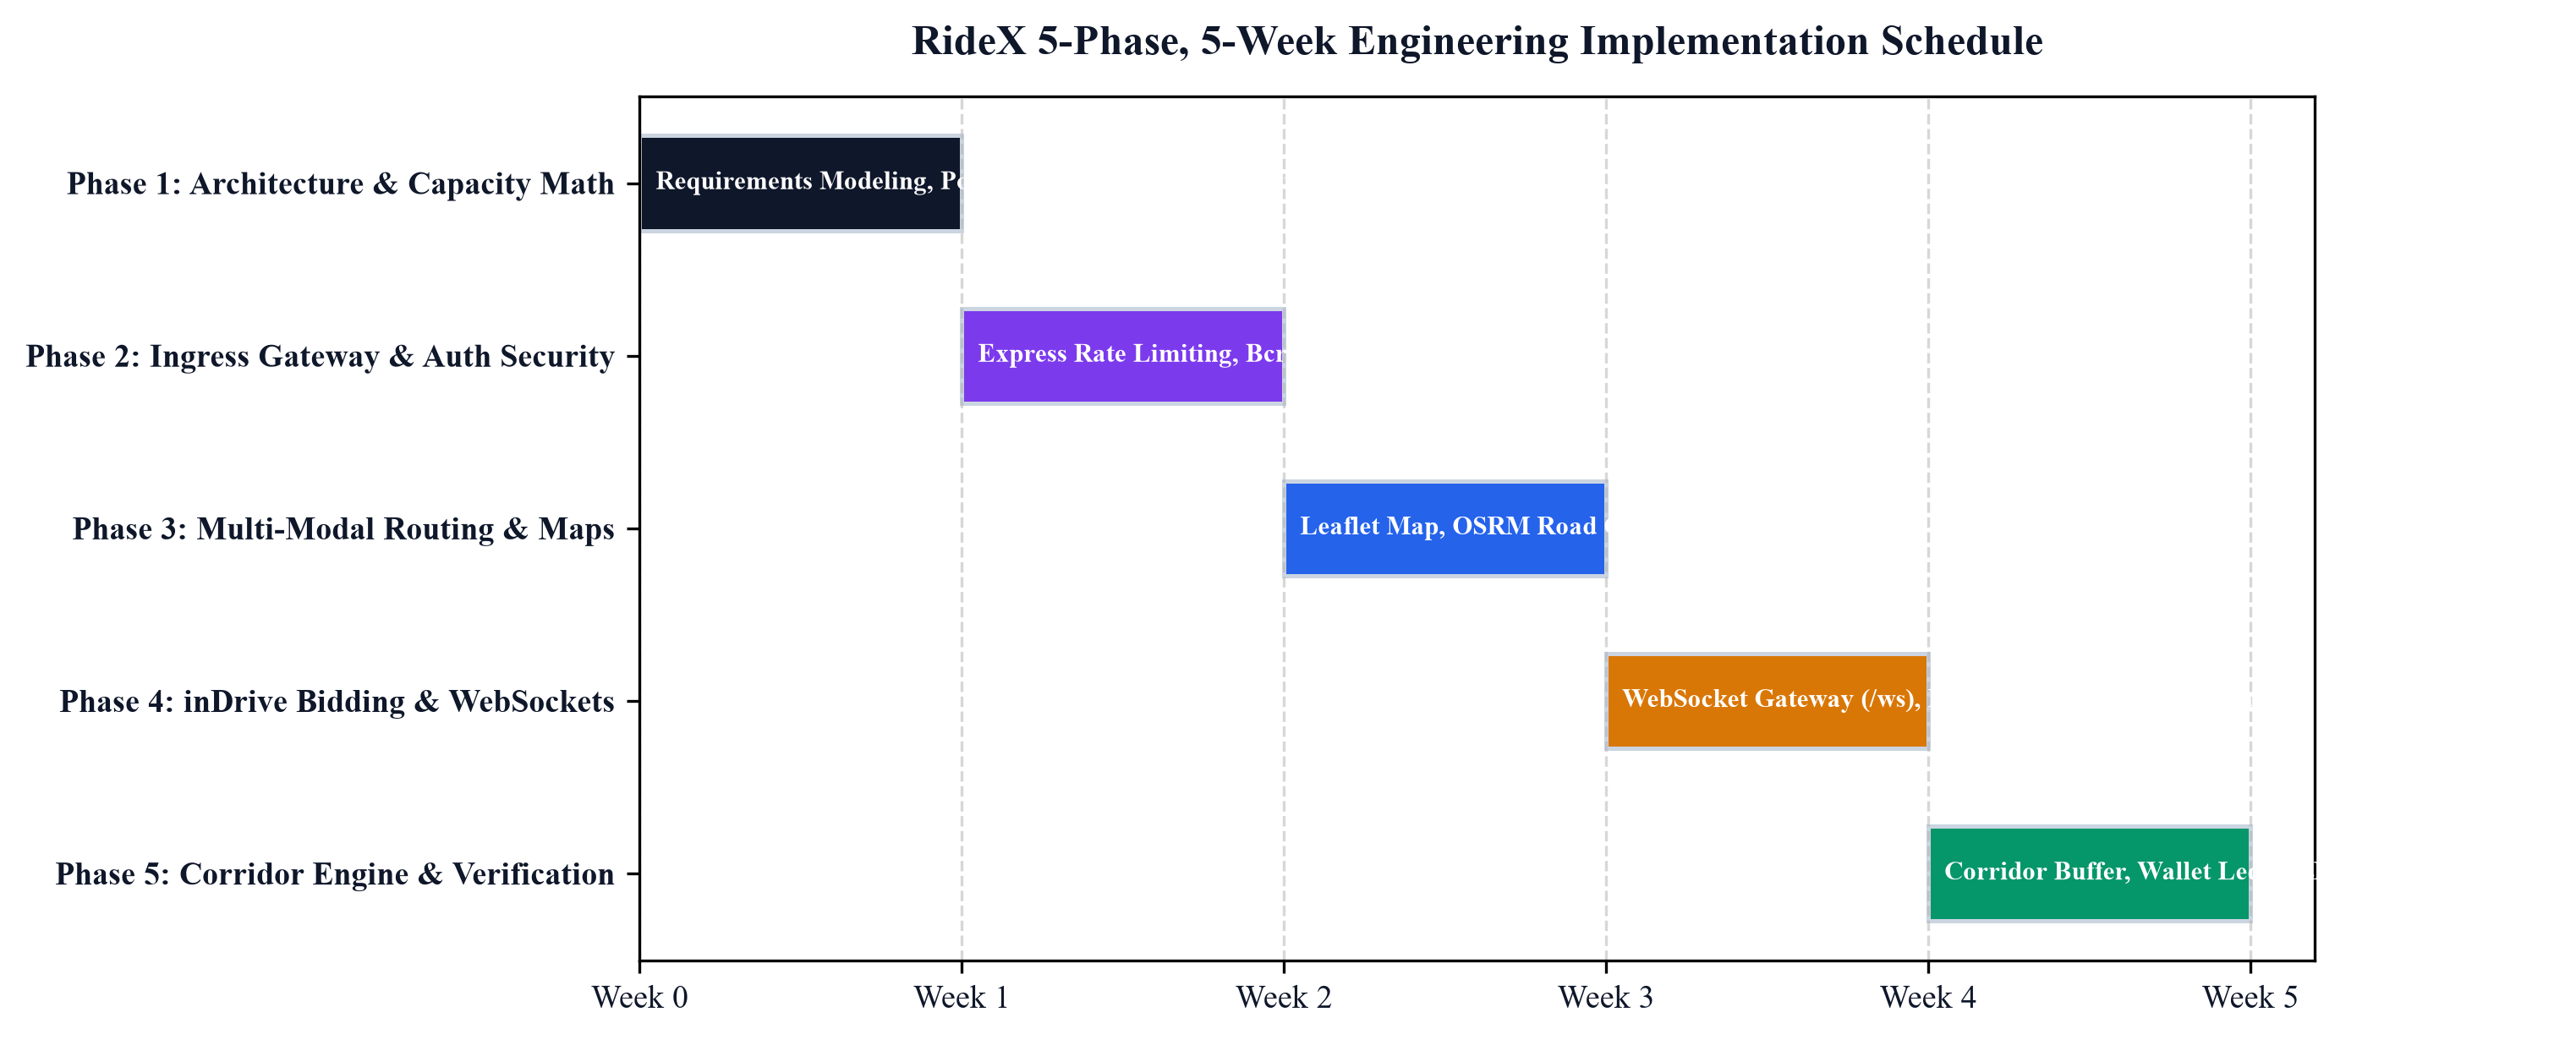 RideX 5-Phase, 5-Week Engineering Implementation Schedule
Phase 1: Architecture & Capacity Math
Requirements Modeling,
Phase 2: Ingress Gateway & Auth Security
Express Rate Limiting,
Phase 3: Multi-Modal Routing & Maps
Leaflet Map, OSRM Road
Phase 4: inDrive Bidding & WebSockets
WebSocket Gateway (/ws),
Phase 5: Corridor Engine & Verification
Corridor Buffer, Wallet
Week 0 Week 1 Week 2 Week 3 Week 4 Week 5